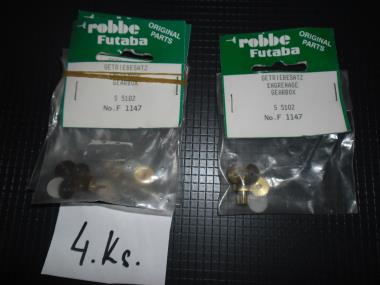 robbe
Futaba
ORIGINAL
PARTS
GETRIEBESATZ
GEARBOX
S 5102
No.F 1147
robbe
Futaba
ORIGINAL
PARTS
GETRIEBESATZ
ENGRENAGE
GEARBOX
S 5102
No.F 1147
4.Ks.